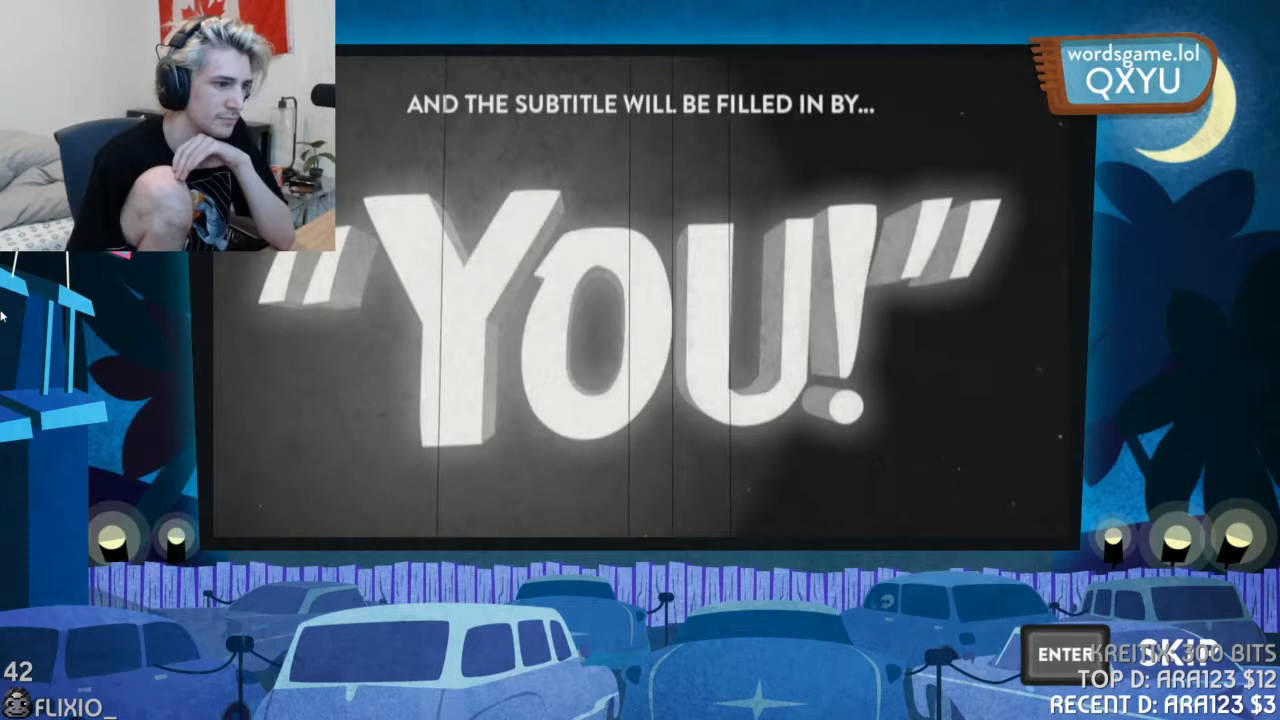 wordsgame.lol
QXYU
AND THE SUBTITLE WILL BE FILLED IN BY...
"YOU!"
ENTER SKIP
KREITIX: 300 BITS
TOP D: ARA123 $12
RECENT D: ARA123 $3
42
FLIXIO_